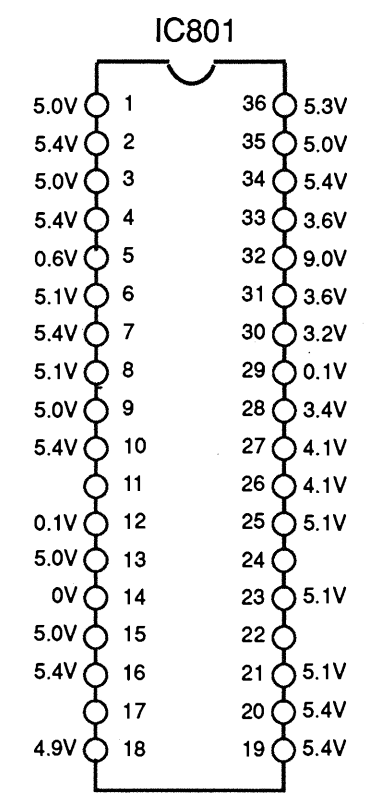 IC801
5.0V 1 36 5.3V
5.4V 2 35 5.0V
5.0V 3 34 5.4V
5.4V 4 33 3.6V
0.6V 5 32 9.0V
5.1V 6 31 3.6V
5.4V 7 30 3.2V
5.1V 8 29 0.1V
5.0V 9 28 3.4V
5.4V 10 27 4.1V
11 26 4.1V
0.1V 12 25 5.1V
5.0V 13 24
0V 14 23 5.1V
5.0V 15 22
5.4V 16 21 5.1V
17 20 5.4V
4.9V 18 19 5.4V